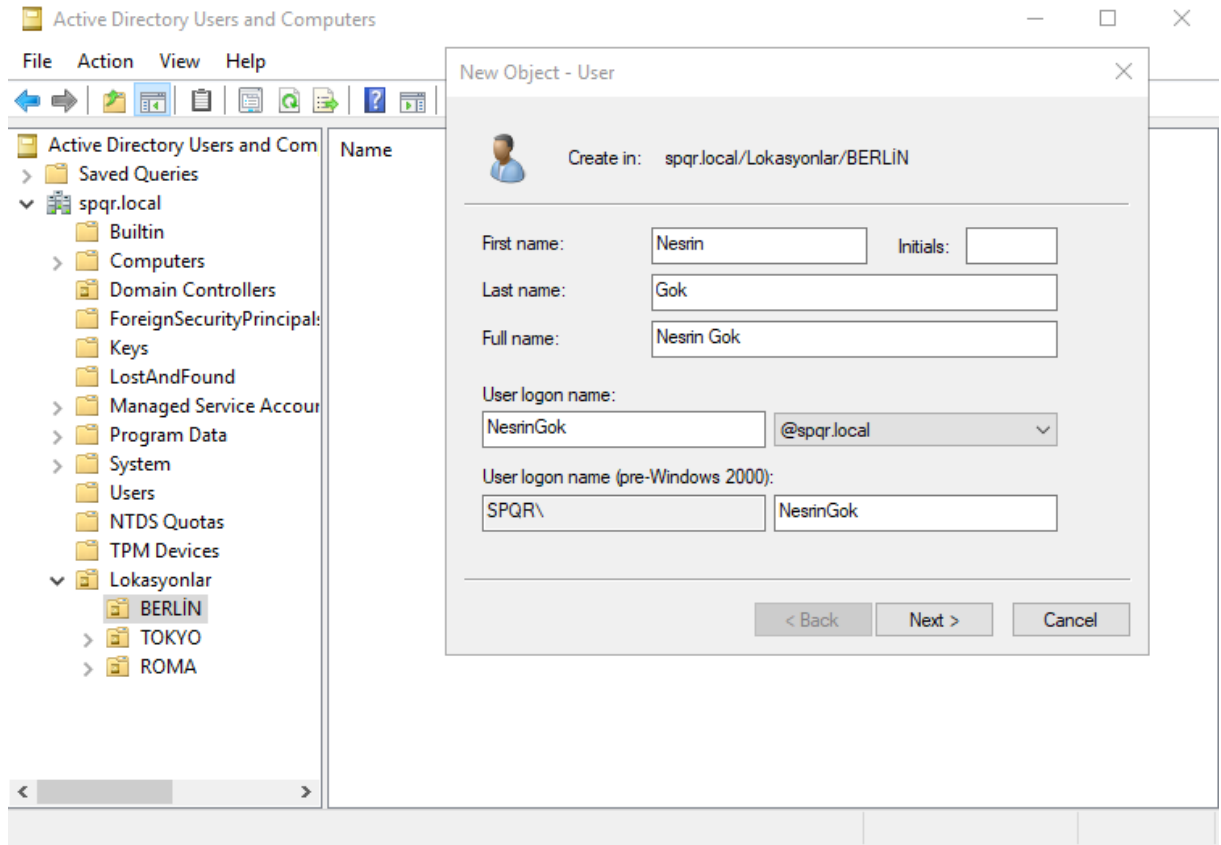 Active Directory Users and Computers
File Action View Help
Active Directory Users and Com
Saved Queries
spqr.local
Builtin
Computers
Domain Controllers
ForeignSecurityPrincipals
Keys
LostAndFound
Managed Service Accour
Program Data
System
Users
NTDS Quotas
TPM Devices
Lokasyonlar
BERLİN
TOKYO
ROMA
Name
New Object - User
Create in: spqr.local/Lokasyonlar/BERLİN
First name: Nesrin Initials:
Last name: Gok
Full name: Nesrin Gok
User logon name:
NesrinGok @spqr.local
User logon name (pre-Windows 2000):
SPQR\ NesrinGok
< Back Next > Cancel